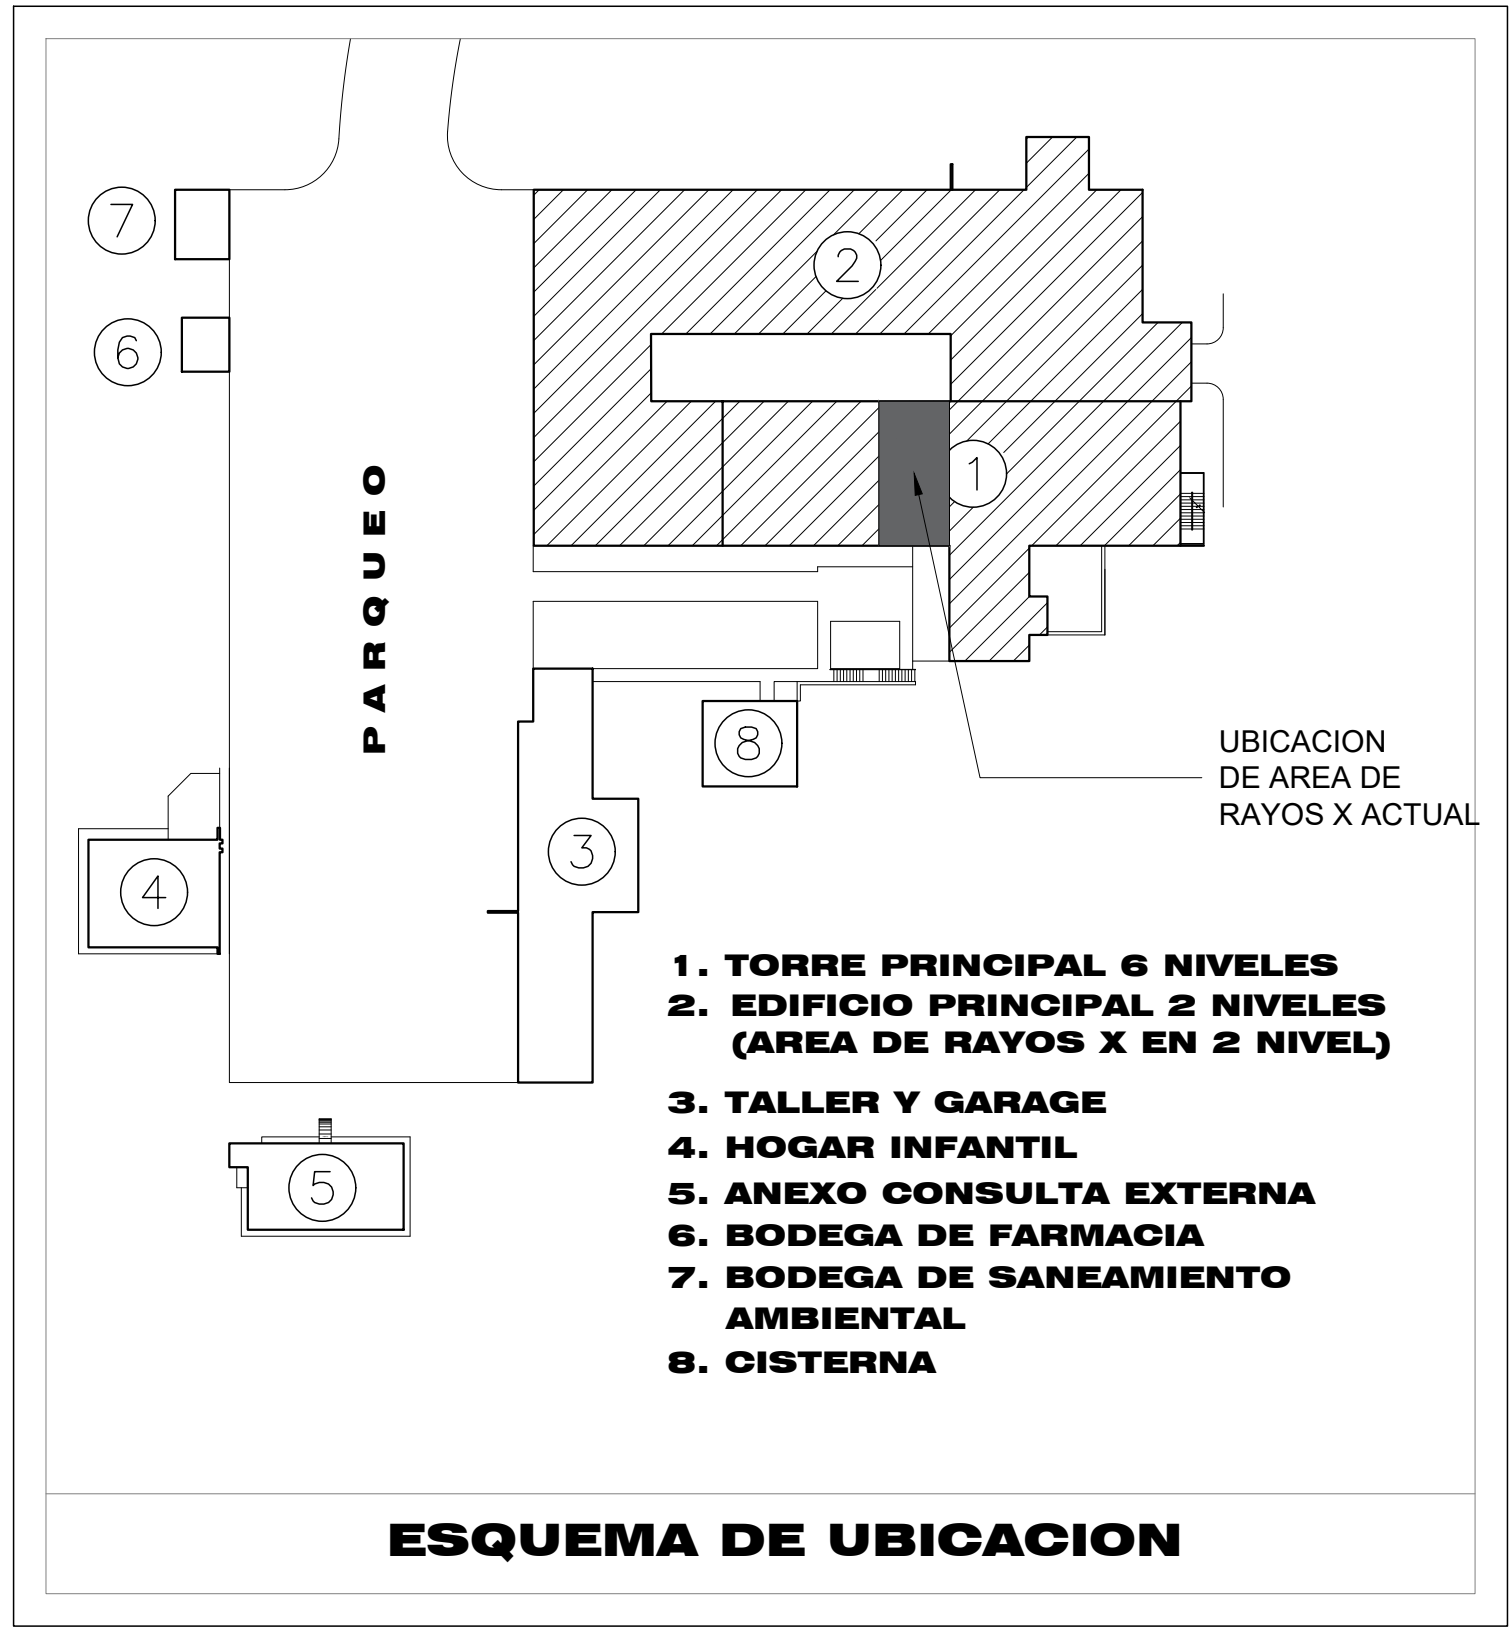 7
2
6
1
PARQUEO
8
UBICACION
DE AREA DE
RAYOS X ACTUAL
3
4
1. TORRE PRINCIPAL 6 NIVELES
2. EDIFICIO PRINCIPAL 2 NIVELES
(AREA DE RAYOS X EN 2 NIVEL)
3. TALLER Y GARAGE
4. HOGAR INFANTIL
5
5. ANEXO CONSULTA EXTERNA
6. BODEGA DE FARMACIA
7. BODEGA DE SANEAMIENTO
AMBIENTAL
8. CISTERNA
ESQUEMA DE UBICACION